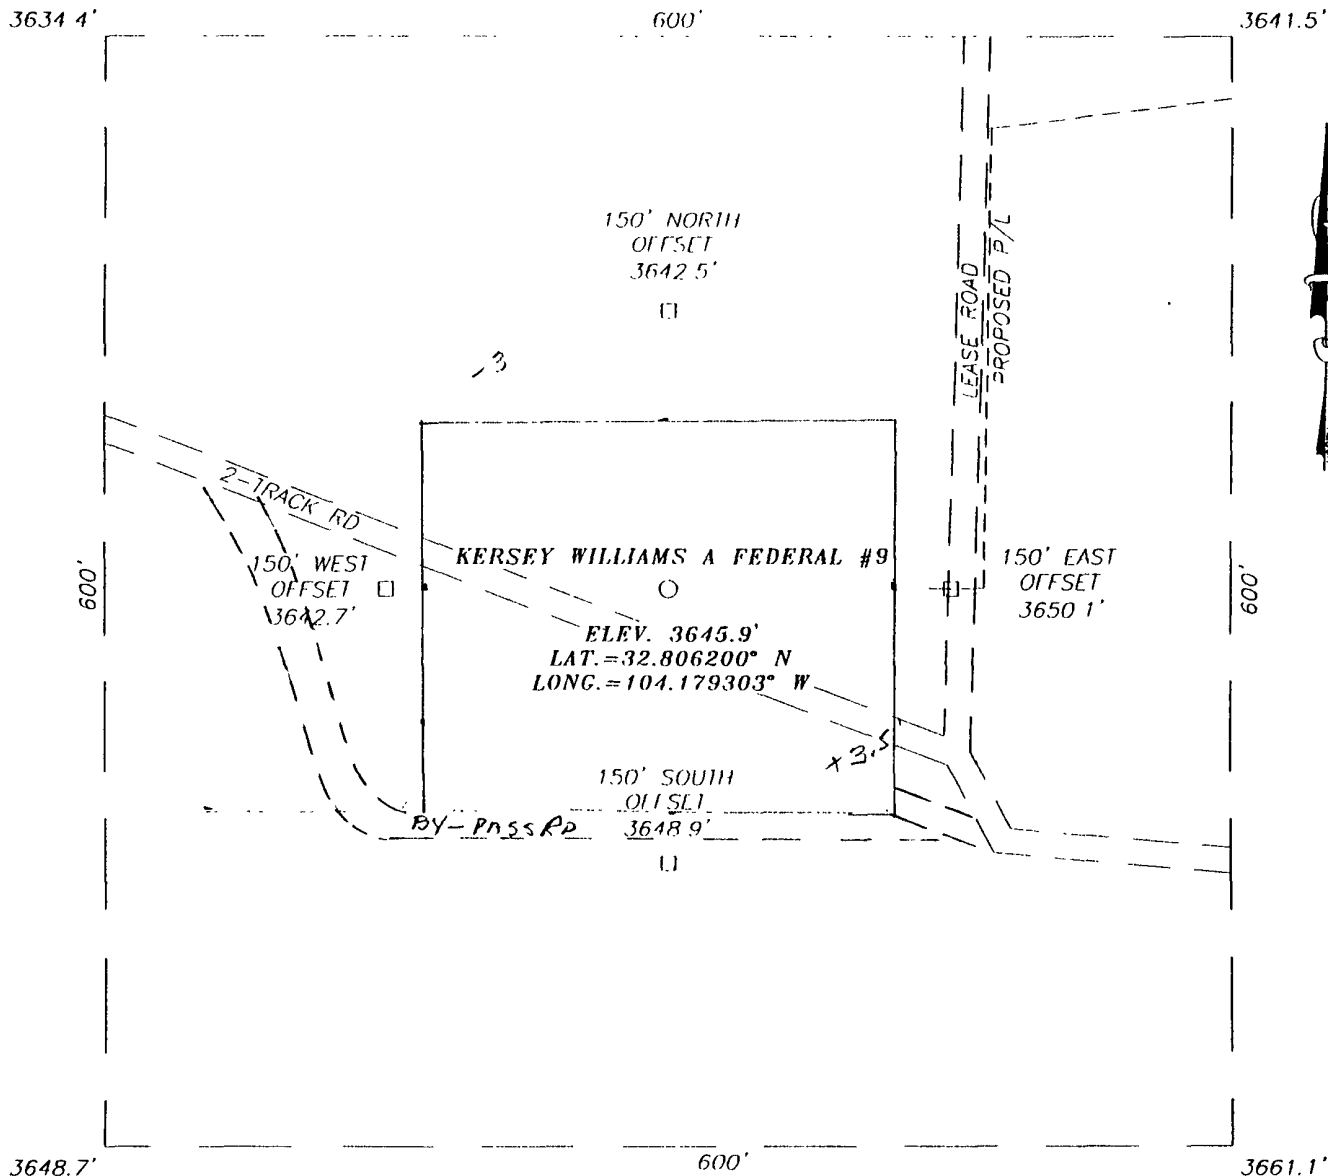 3634 4'
600'
3641.5'
150' NORTH
OFFSET
3642 5'
LEASE ROAD
PROPOSED P/L
-3
2-TRACK RD
KERSEY WILLIAMS A FEDERAL #9
150' WEST
OFFSET
3642.7'
150' EAST
OFFSET
3650 1'
600'
600'
ELEV. 3645.9'
LAT.=32.806200° N
LONG.=104.179303° W
+3.5
150' SOUTH
OFFSET
3648 9'
BY-PASS RD
3648.7'
600'
3661.1'